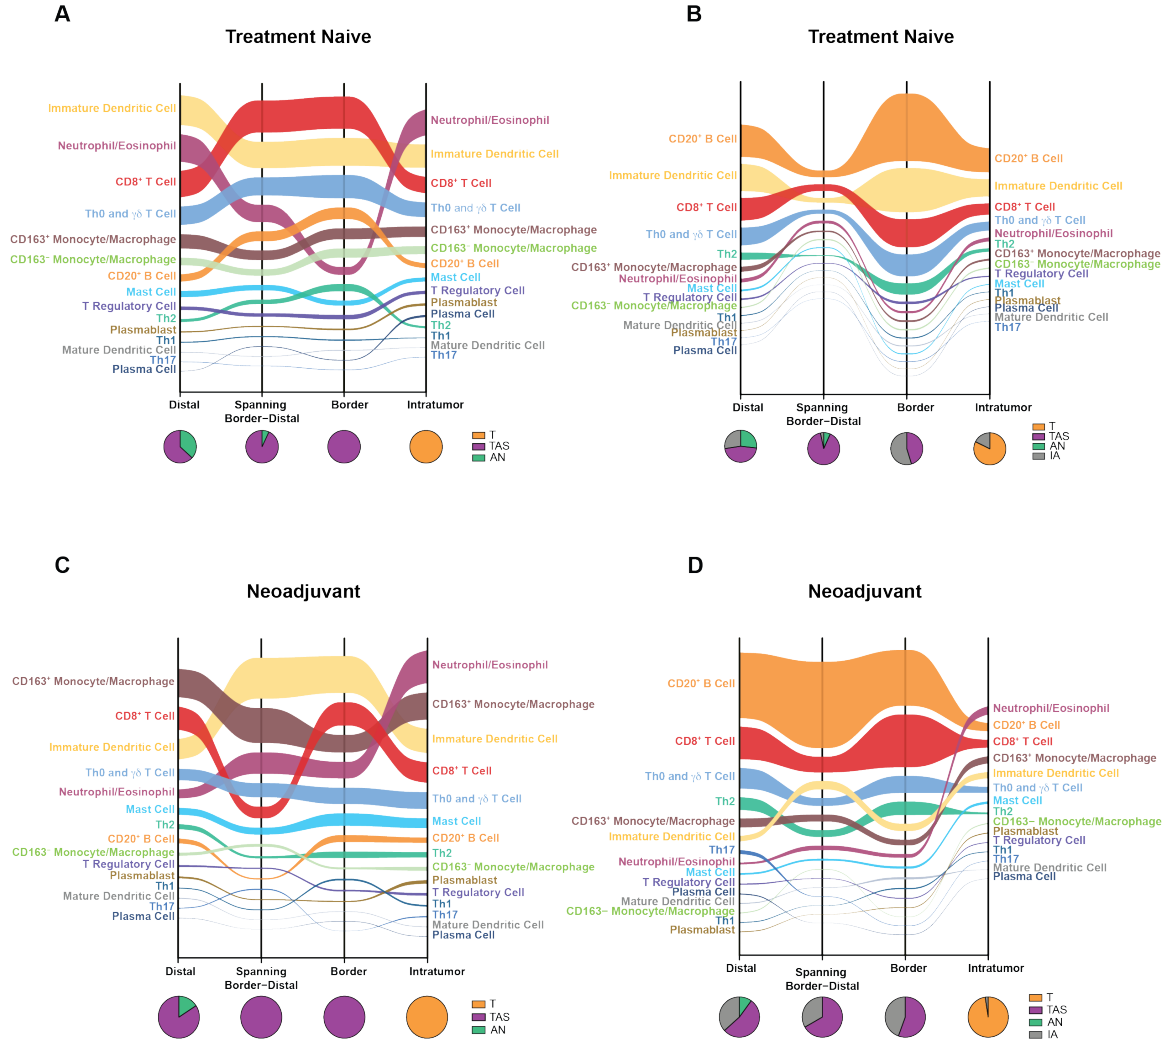 A
Treatment Naive
Immature Dendritic Cell
Neutrophil/Eosinophil
CD8⁺ T Cell
Th0 and γδ T Cell
CD163⁺ Monocyte/Macrophage
CD163⁻ Monocyte/Macrophage
CD20⁺ B Cell
Mast Cell
T Regulatory Cell
Th2
Plasmablast
Th1
Mature Dendritic Cell
Th17
Plasma Cell
Neutrophil/Eosinophil
Immature Dendritic Cell
CD8⁺ T Cell
Th0 and γδ T Cell
CD163⁺ Monocyte/Macrophage
CD163⁻ Monocyte/Macrophage
CD20⁺ B Cell
Mast Cell
T Regulatory Cell
Plasmablast
Plasma Cell
Th2
Th1
Mature Dendritic Cell
Th17
Distal
Spanning
Border−Distal
Border
Intratumor
T
TAS
AN
B
Treatment Naive
CD20⁺ B Cell
Immature Dendritic Cell
CD8⁺ T Cell
Th0 and γδ T Cell
Th2
CD163⁺ Monocyte/Macrophage
Neutrophil/Eosinophil
Mast Cell
T Regulatory Cell
CD163⁻ Monocyte/Macrophage
Th1
Mature Dendritic Cell
Plasmablast
Th17
Plasma Cell
CD20⁺ B Cell
Immature Dendritic Cell
CD8⁺ T Cell
Th0 and γδ T Cell
Neutrophil/Eosinophil
Th2
CD163⁺ Monocyte/Macrophage
CD163⁻ Monocyte/Macrophage
T Regulatory Cell
Mast Cell
Th1
Plasmablast
Plasma Cell
Mature Dendritic Cell
Th17
Distal
Spanning
Border−Distal
Border
Intratumor
T
TAS
AN
IA
C
Neoadjuvant
CD163⁺ Monocyte/Macrophage
CD8⁺ T Cell
Immature Dendritic Cell
Th0 and γδ T Cell
Neutrophil/Eosinophil
Mast Cell
Th2
CD20⁺ B Cell
CD163⁻ Monocyte/Macrophage
T Regulatory Cell
Plasmablast
Th1
Mature Dendritic Cell
Th17
Plasma Cell
Neutrophil/Eosinophil
CD163⁺ Monocyte/Macrophage
Immature Dendritic Cell
CD8⁺ T Cell
Th0 and γδ T Cell
Mast Cell
CD20⁺ B Cell
Th2
CD163⁻ Monocyte/Macrophage
Plasmablast
T Regulatory Cell
Th1
Th17
Mature Dendritic Cell
Plasma Cell
Distal
Spanning
Border−Distal
Border
Intratumor
T
TAS
AN
D
Neoadjuvant
CD20⁺ B Cell
CD8⁺ T Cell
Th0 and γδ T Cell
Th2
CD163⁺ Monocyte/Macrophage
Immature Dendritic Cell
Th17
Neutrophil/Eosinophil
Mast Cell
T Regulatory Cell
Plasma Cell
Mature Dendritic Cell
CD163− Monocyte/Macrophage
Th1
Plasmablast
Neutrophil/Eosinophil
CD20⁺ B Cell
CD8⁺ T Cell
CD163⁺ Monocyte/Macrophage
Immature Dendritic Cell
Th0 and γδ T Cell
Mast Cell
Th2
CD163− Monocyte/Macrophage
Plasmablast
T Regulatory Cell
Th1
Th17
Mature Dendritic Cell
Plasma Cell
Distal
Spanning
Border−Distal
Border
Intratumor
T
TAS
AN
IA